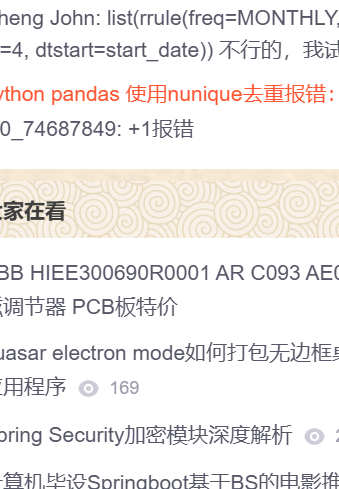 heng John: list(rrule(freq=MONTHLY,
=4, dtstart=start_date)) 不行的，我试
ython pandas 使用nunique去重报错：
0_74687849: +1报错
大家在看
BB HIEE300690R0001 AR C093 AE0
调节器 PCB板特价
uasar electron mode如何打包无边框桌
应用程序 169
pring Security加密模块深度解析 2
计算机毕设Springboot基于BS的电影推